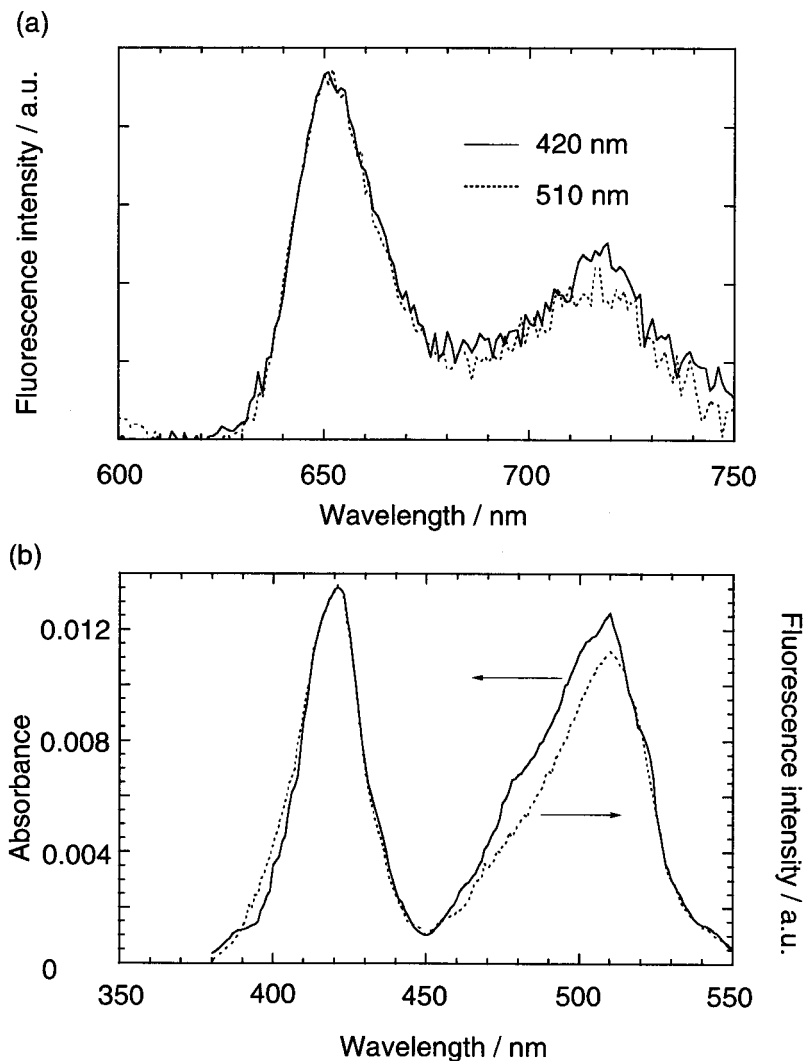 (a)
Fluorescence intensity / a.u.
420 nm
510 nm
600
650
700
750
Wavelength / nm
(b)
Absorbance
0.012
0.008
0.004
0
Fluorescence intensity / a.u.
350
400
450
500
550
Wavelength / nm